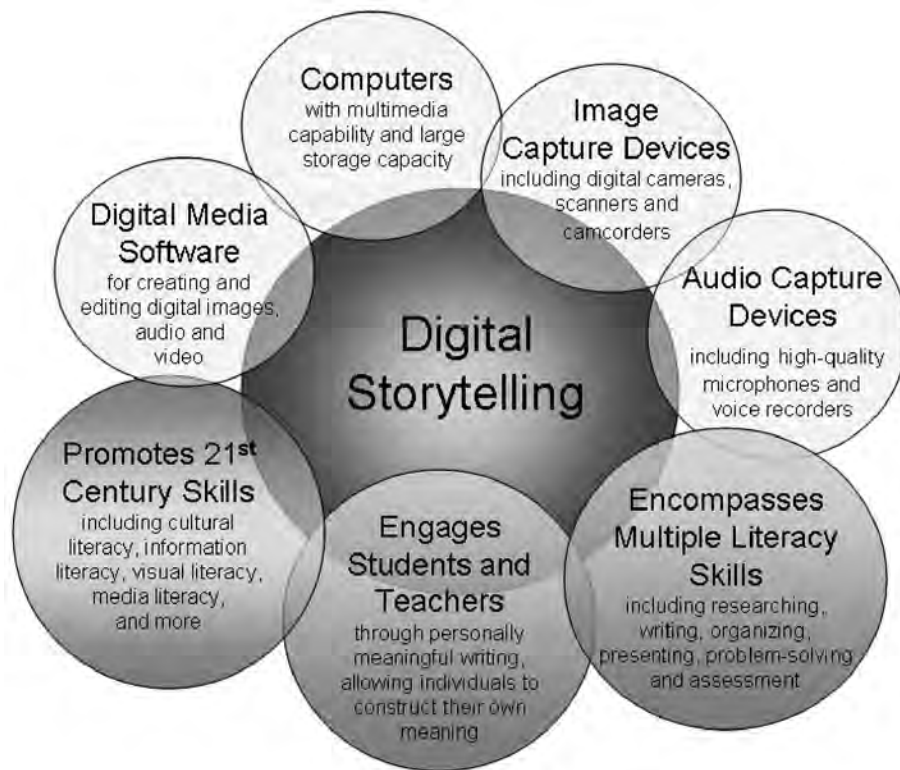 Computers
with multimedia
capability and large
storage capacity
Image
Capture Devices
including digital cameras,
scanners and
camcorders
Digital Media
Software
for creating and
editing digital images,
audio and
video
Audio Capture
Devices
including high-quality
microphones and
voice recorders
Digital
Storytelling
Promotes 21st
Century Skills
including cultural
literacy, information
literacy, visual literacy,
media literacy,
and more
Engages
Students and
Teachers
through personally
meaningful writing,
allowing individuals to
construct their own
meaning
Encompasses
Multiple Literacy
Skills
including researching,
writing, organizing,
presenting, problem-solving
and assessment